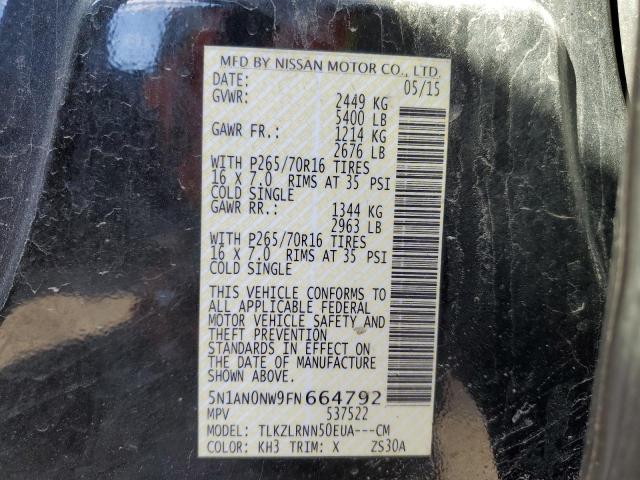 MFD BY NISSAN MOTOR CO., LTD.
DATE: 05/15
GVWR: 2449 KG
5400 LB
GAWR FR.: 1214 KG
2676 LB
WITH P265/70R16 TIRES
16 X 7.0 RIMS AT 35 PSI
COLD SINGLE
GAWR RR.: 1344 KG
2963 LB
WITH P265/70R16 TIRES
16 X 7.0 RIMS AT 35 PSI
COLD SINGLE
THIS VEHICLE CONFORMS TO
ALL APPLICABLE FEDERAL
MOTOR VEHICLE SAFETY AND
THEFT PREVENTION
STANDARDS IN EFFECT ON
THE DATE OF MANUFACTURE
SHOWN ABOVE.
5N1AN0NW9FN664792
MPV 537522
MODEL: TLKZLRNN50EUA---CM
COLOR: KH3 TRIM: X ZS30A